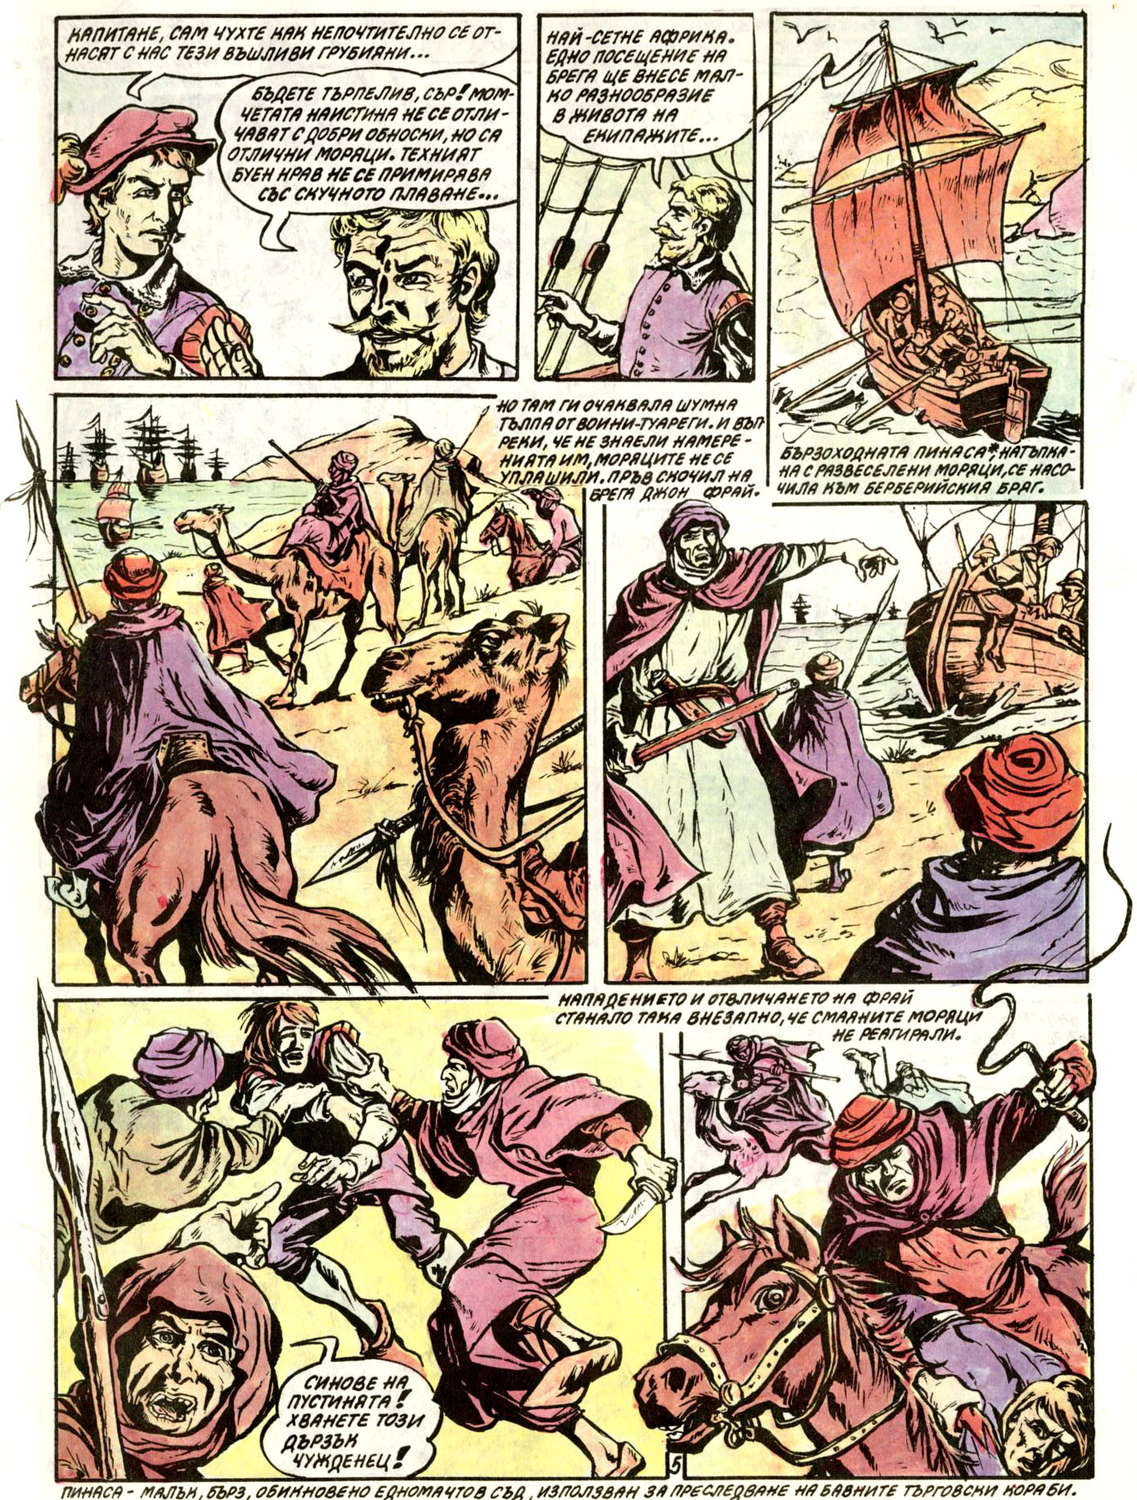 КАПИТАНЕ, САМ ЧУХТЕ КАК НЕПОЧТИТЕЛНО СЕ ОТ-
НАСЯТ С НАС ТЕЗИ ВЪШЛИВИ ГРУБИЯНИ...
БЪДЕТЕ ТЪРПЕЛИВ, СЪР! МОМ-
ЧЕТАТА НАИСТИНА НЕ СЕ ОТЛИ-
ЧАВАТ С ДОБРИ ОБНОСКИ, НО СА
ОТЛИЧНИ МОРЯЦИ. ТЕХНИЯТ
БУЕН НРАВ НЕ СЕ ПРИМИРЯВА
СЪС СКУЧНОТО ПЛАВАНЕ...
НАЙ-СЕТНЕ АФРИКА.
ЕДНО ПОСЕЩЕНИЕ НА
БРЕГА ЩЕ ВНЕСЕ МАЛ-
КО РАЗНООБРАЗИЕ
В ЖИВОТА НА
ЕКИПАЖИТЕ...
БЪРЗОХОДНАТА ПИНАСА*, НАТЪПКА-
НА С РАЗВЕСЕЛЕНИ МОРЯЦИ, СЕ НАСО-
ЧИЛА КЪМ БЕРБЕРИЙСКИЯ БРЯГ.
НО ТАМ ГИ ОЧАКВАЛА ШУМНА
ТЪЛПА ОТ ВОИНИ-ТУАРЕГИ. И ВЪП-
РЕКИ, ЧЕ НЕ ЗНАЕЛИ НАМЕРЕ-
НИЯТА ИМ, МОРЯЦИТЕ НЕ СЕ
УПЛАШИЛИ. ПРЪВ СКОЧИЛ НА
БРЕГА ДЖОН ФРАЙ.
НАПАДЕНИЕТО И ОТВЛИЧАНЕТО НА ФРАЙ
СТАНАЛО ТАКА ВНЕЗАПНО, ЧЕ СМАЯНИТЕ МОРЯЦИ
НЕ РЕАГИРАЛИ.
СИНОВЕ НА
ПУСТИНЯТА!
ХВАНЕТЕ ТОЗИ
ДЪРЗЪК
ЧУЖДЕНЕЦ!
5
ПИНАСА - МАЛЪК, БЪРЗ, ОБИКНОВЕНО ЕДНОМАЧТОВ СЪД, ИЗПОЛЗВАН ЗА ПРЕСЛЕДВАНЕ НА БАВНИТЕ ТЪРГОВСКИ КОРАБИ.